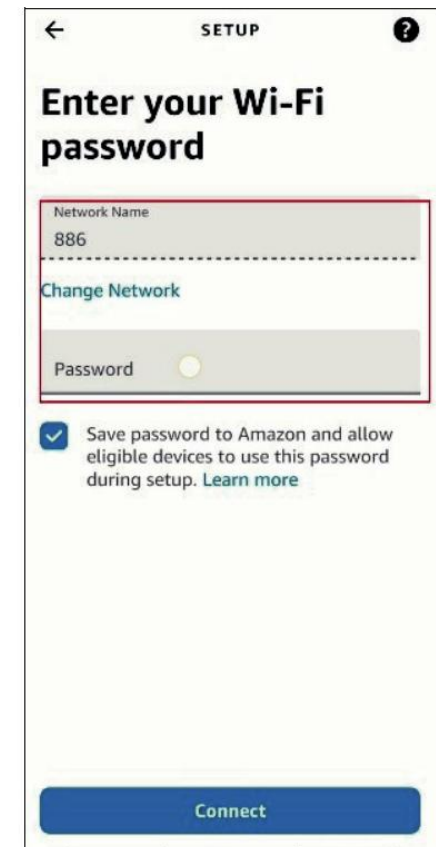 SETUP
Enter your Wi-Fi
password
Network Name
886
Change Network
Password
Save password to Amazon and allow
eligible devices to use this password
during setup. Learn more
Connect